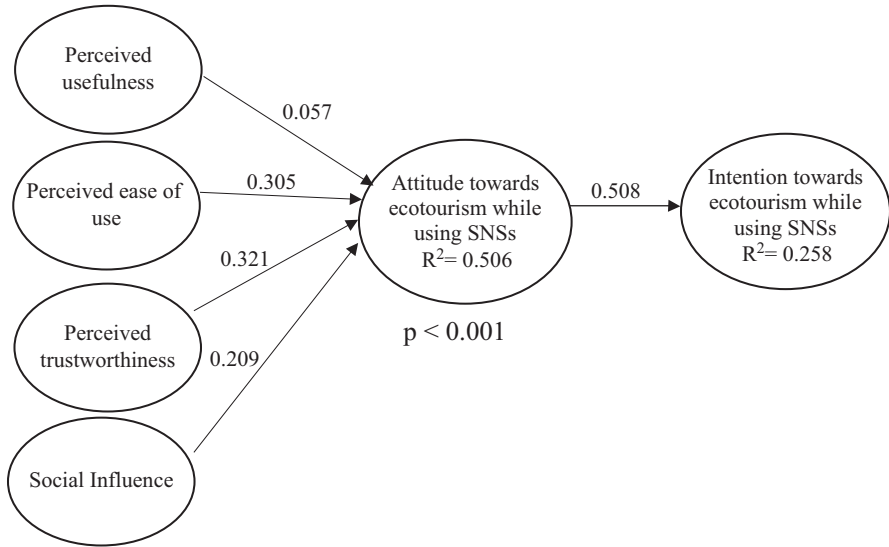 Perceived
usefulness
0.057
Perceived ease of
use
0.305
Perceived
trustworthiness
0.321
Social Influence
0.209
Attitude towards
ecotourism while
using SNSs
R²= 0.506
p < 0.001
0.508
Intention towards
ecotourism while
using SNSs
R²= 0.258